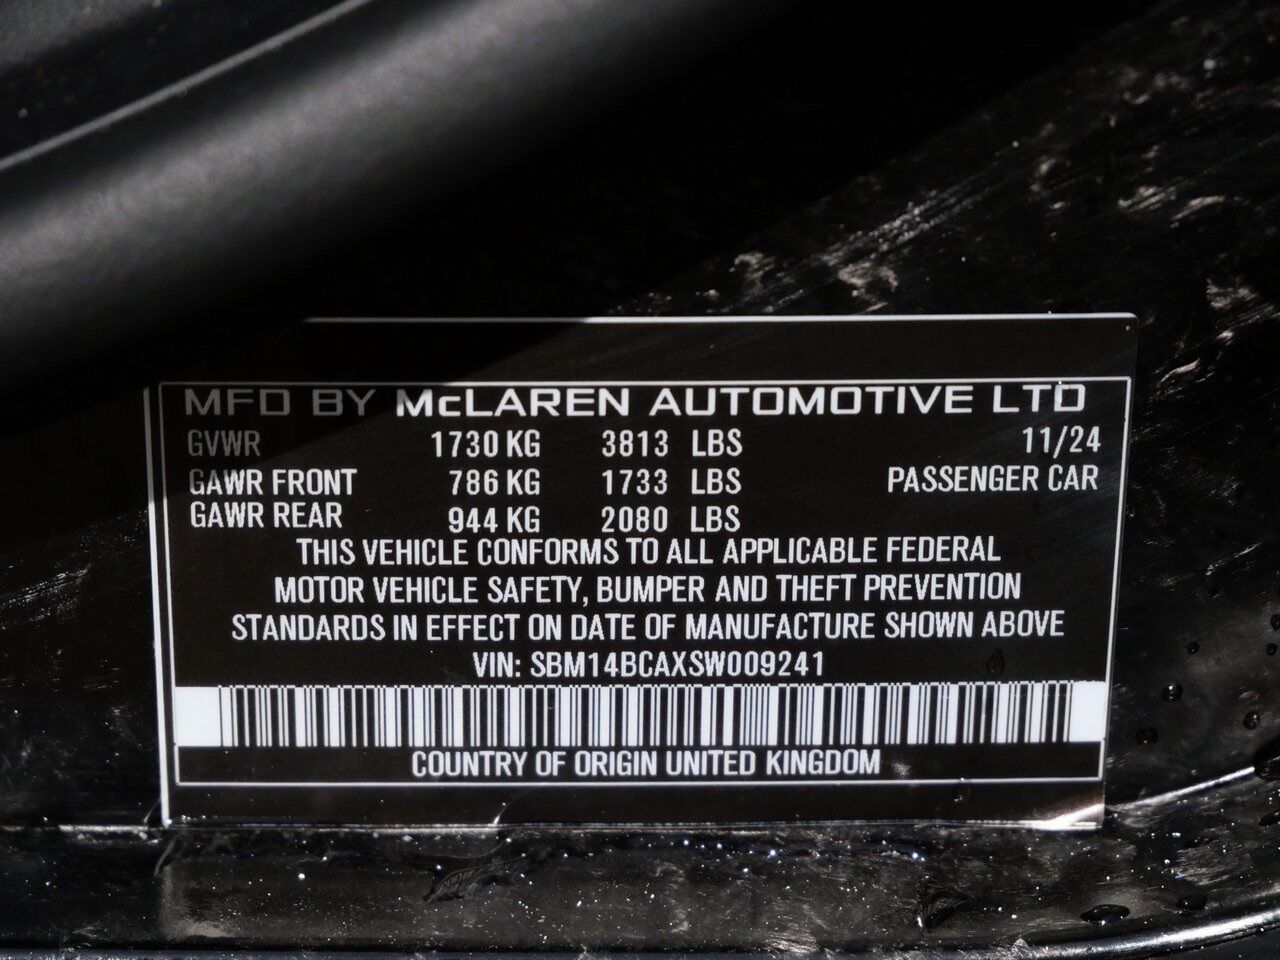 MFD BY McLAREN AUTOMOTIVE LTD
GVWR 1730 KG 3813 LBS 11/24
GAWR FRONT 786 KG 1733 LBS PASSENGER CAR
GAWR REAR 944 KG 2080 LBS
THIS VEHICLE CONFORMS TO ALL APPLICABLE FEDERAL
MOTOR VEHICLE SAFETY, BUMPER AND THEFT PREVENTION
STANDARDS IN EFFECT ON DATE OF MANUFACTURE SHOWN ABOVE
VIN: SBM14BCAXSW009241
COUNTRY OF ORIGIN UNITED KINGDOM